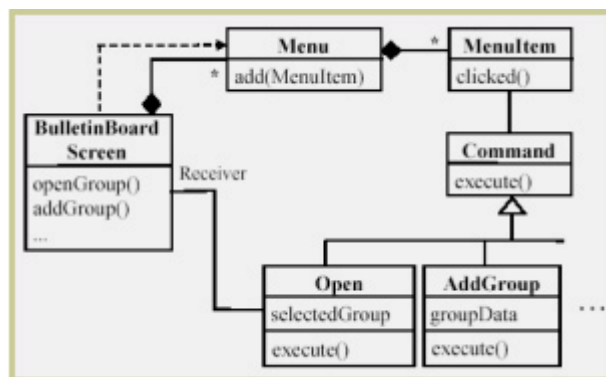 Menu
add(MenuItem)
*
*
MenuItem
clicked()
BulletinBoard
Screen
openGroup()
addGroup()
...
Receiver
Command
execute()
Open
selectedGroup
execute()
AddGroup
groupData
execute()
...